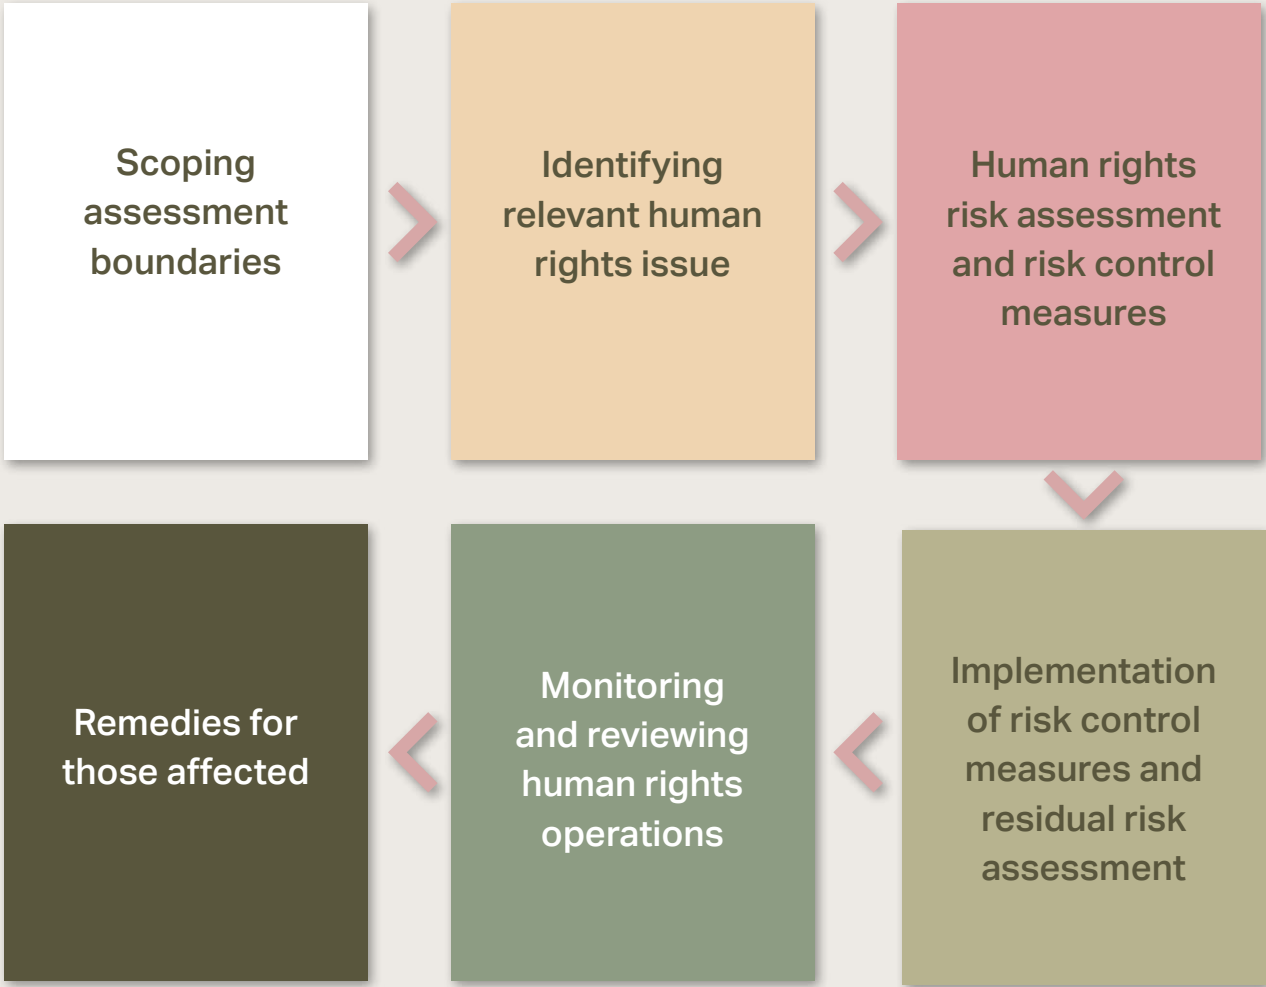 Scoping
assessment
boundaries
Identifying
relevant human
rights issue
Human rights
risk assessment
and risk control
measures
Implementation
of risk control
measures and
residual risk
assessment
Monitoring
and reviewing
human rights
operations
Remedies for
those affected